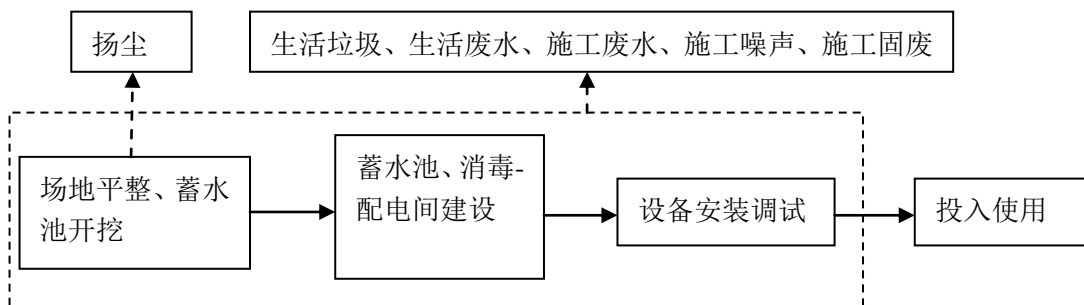 扬尘
生活垃圾、生活废水、施工废水、施工噪声、施工固废
场地平整、蓄水
池开挖
蓄水池、消毒-
配电间建设
设备安装调试
投入使用